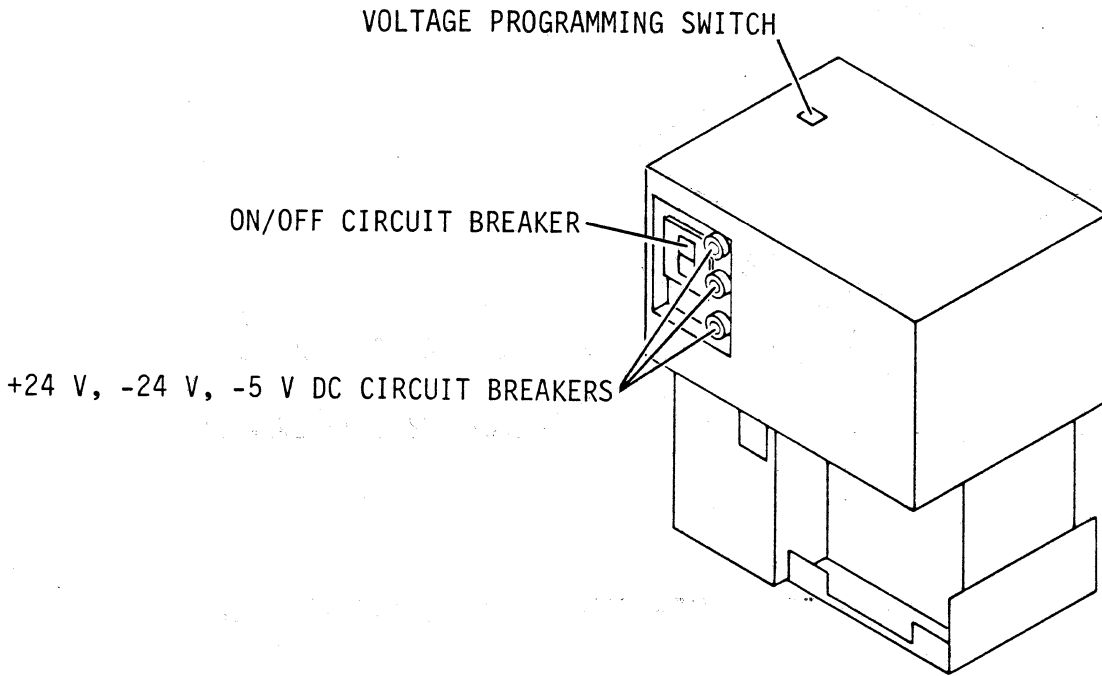 VOLTAGE PROGRAMMING SWITCH
ON/OFF CIRCUIT BREAKER
+24 V, -24 V, -5 V DC CIRCUIT BREAKERS